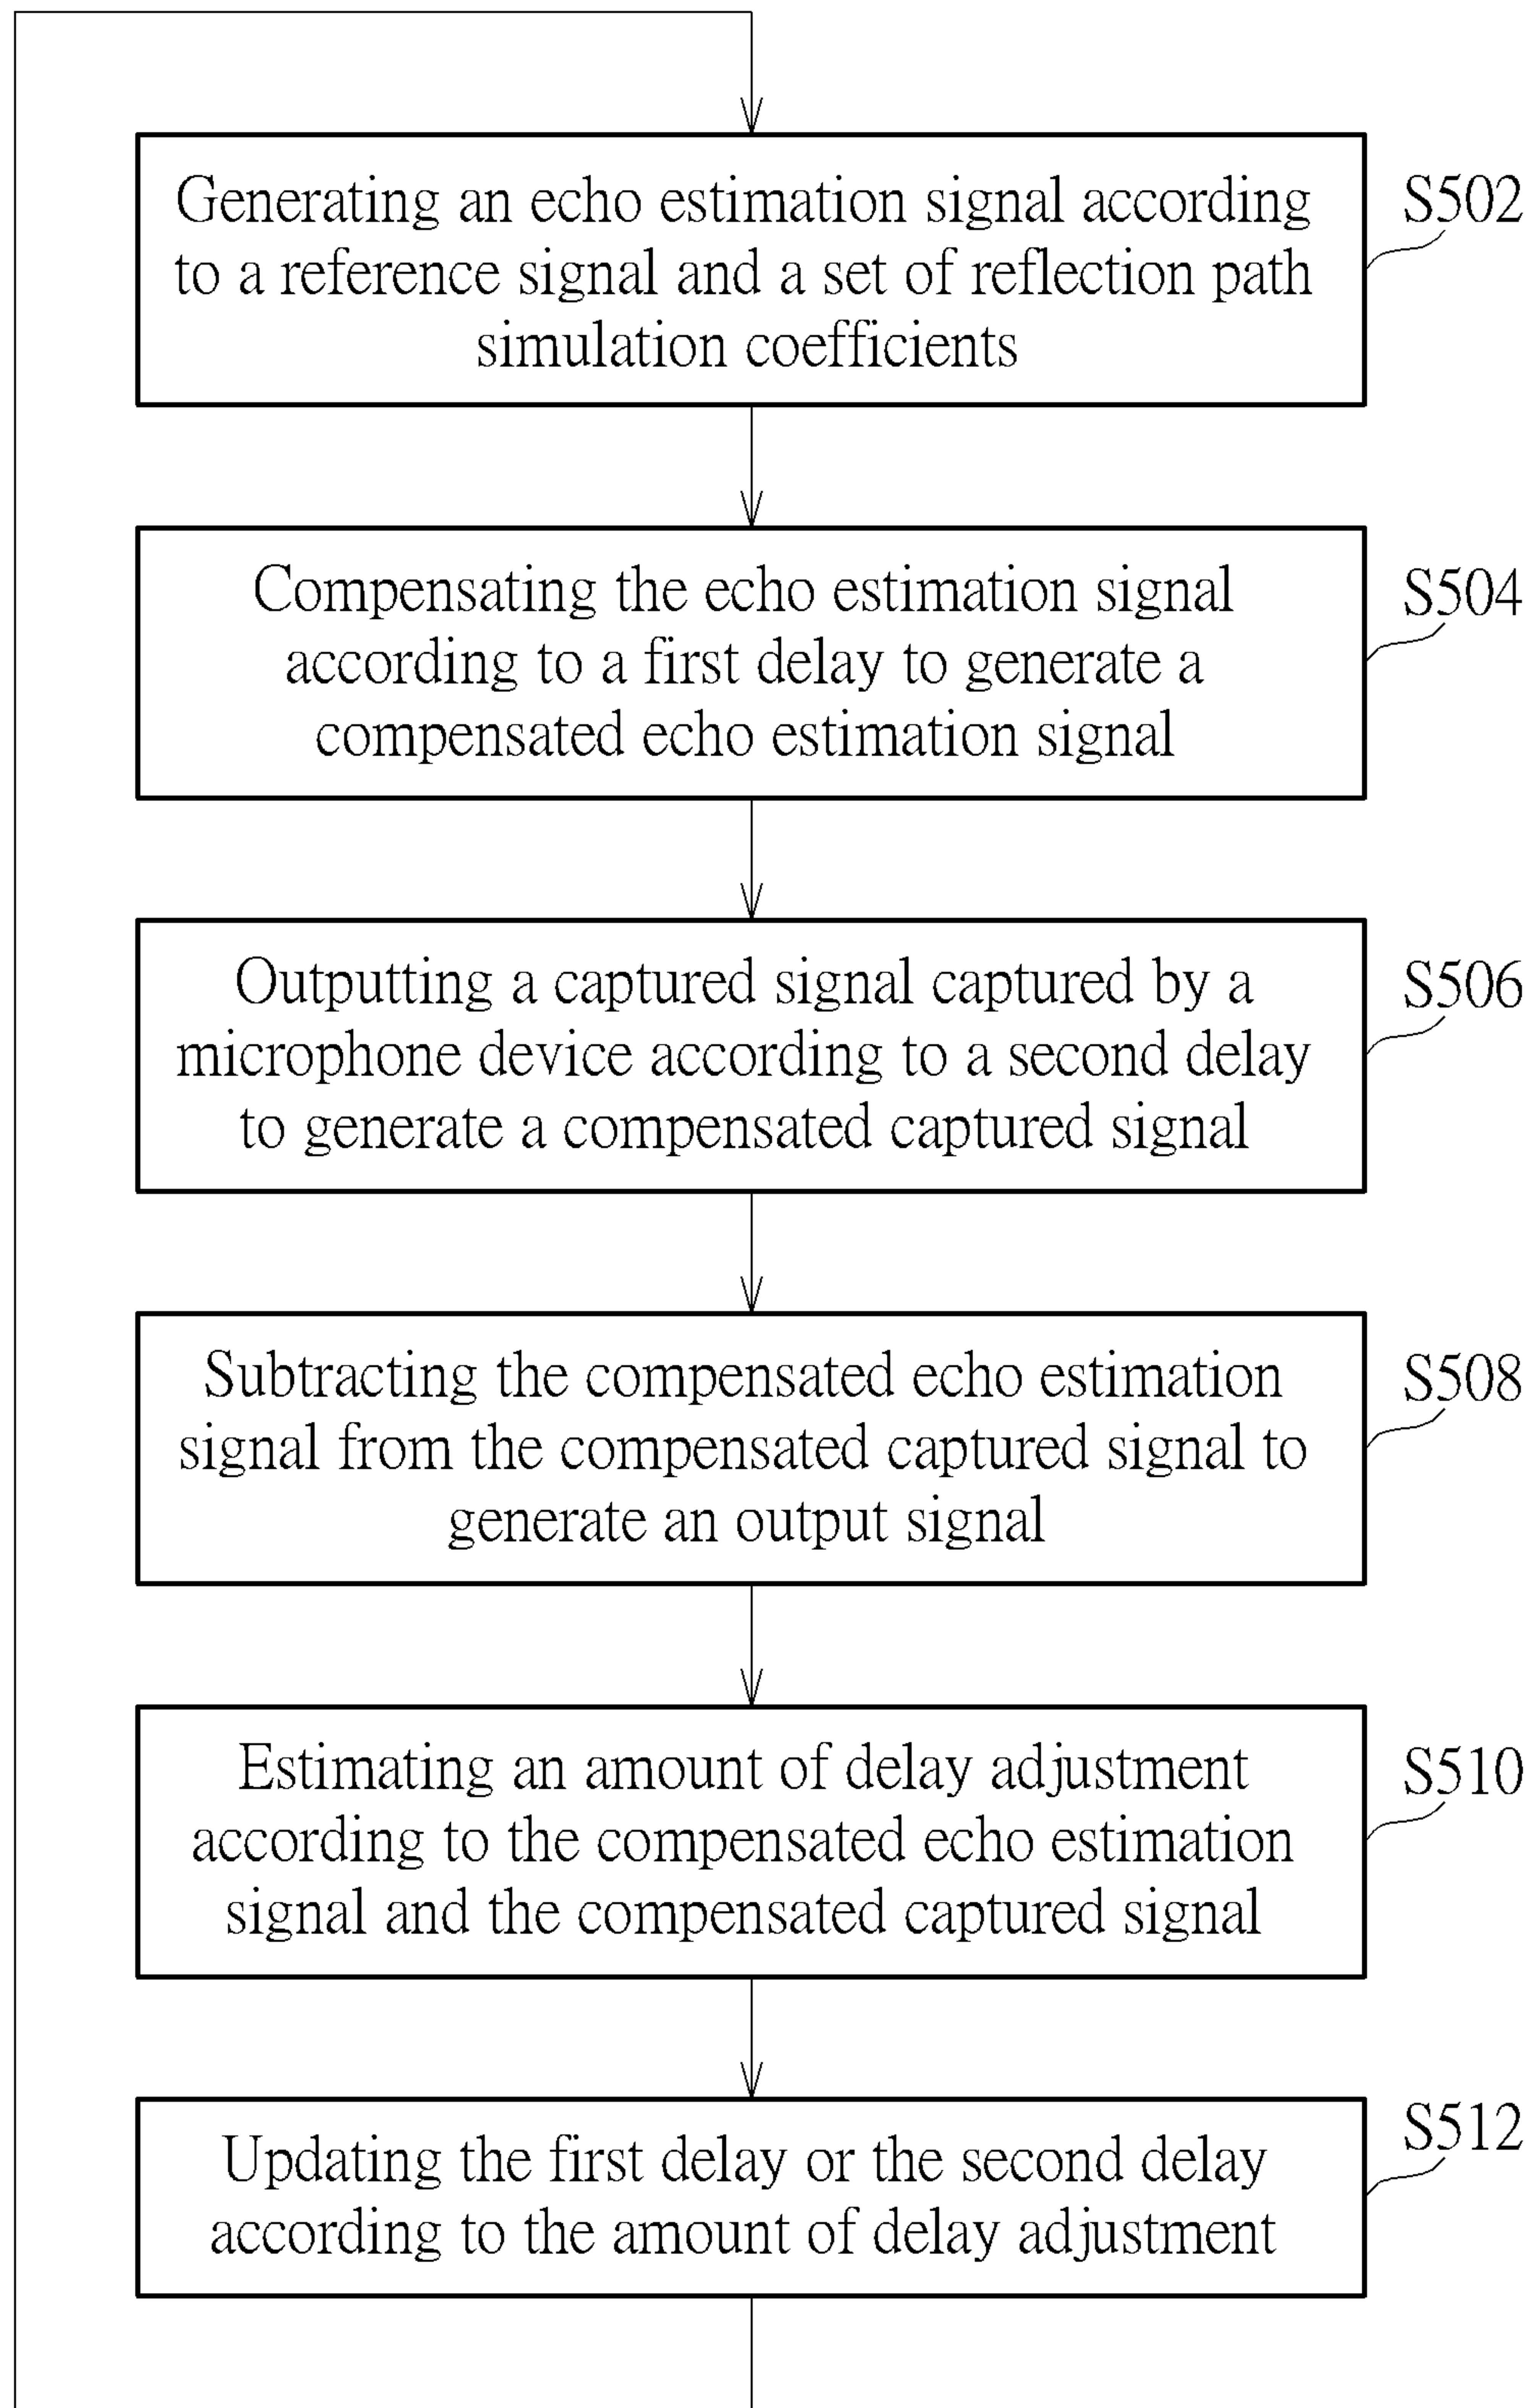 Generating an echo estimation signal according
to a reference signal and a set of reflection path
simulation coefficients
S502
Compensating the echo estimation signal
according to a first delay to generate a
compensated echo estimation signal
S504
Outputting a captured signal captured by a
microphone device according to a second delay
to generate a compensated captured signal
S506
Subtracting the compensated echo estimation
signal from the compensated captured signal to
generate an output signal
S508
Estimating an amount of delay adjustment
according to the compensated echo estimation
signal and the compensated captured signal
S510
Updating the first delay or the second delay
according to the amount of delay adjustment
S512